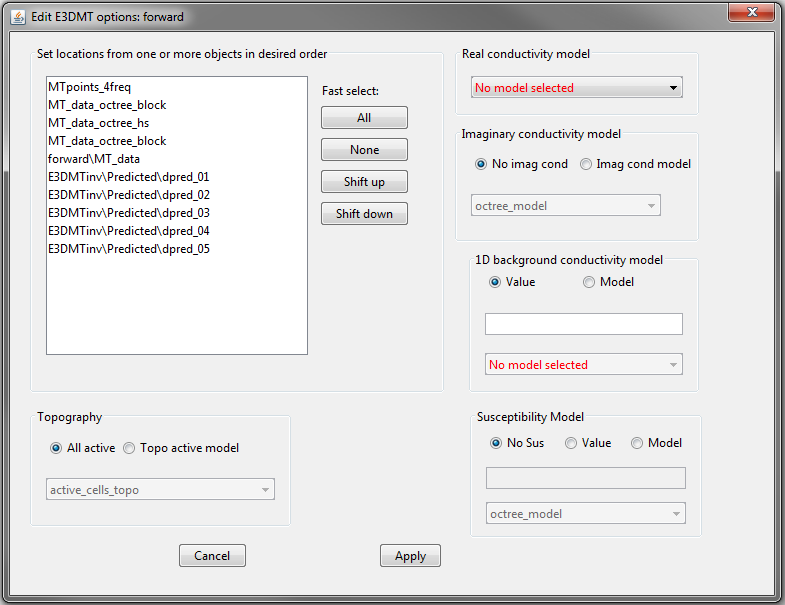 Edit E3DMT options: forward
Set locations from one or more objects in desired order
MTpoints_4freq
MT_data_octree_block
MT_data_octree_hs
MT_data_octree_block
forward\MT_data
E3DMTinv\Predicted\dpred_01
E3DMTinv\Predicted\dpred_02
E3DMTinv\Predicted\dpred_03
E3DMTinv\Predicted\dpred_04
E3DMTinv\Predicted\dpred_05
Fast select:
All
None
Shift up
Shift down
Real conductivity model
No model selected
Imaginary conductivity model
No imag cond Imag cond model
octree_model
1D background conductivity model
Value Model
No model selected
Topography
All active Topo active model
active_cells_topo
Susceptibility Model
No Sus Value Model
octree_model
Cancel Apply